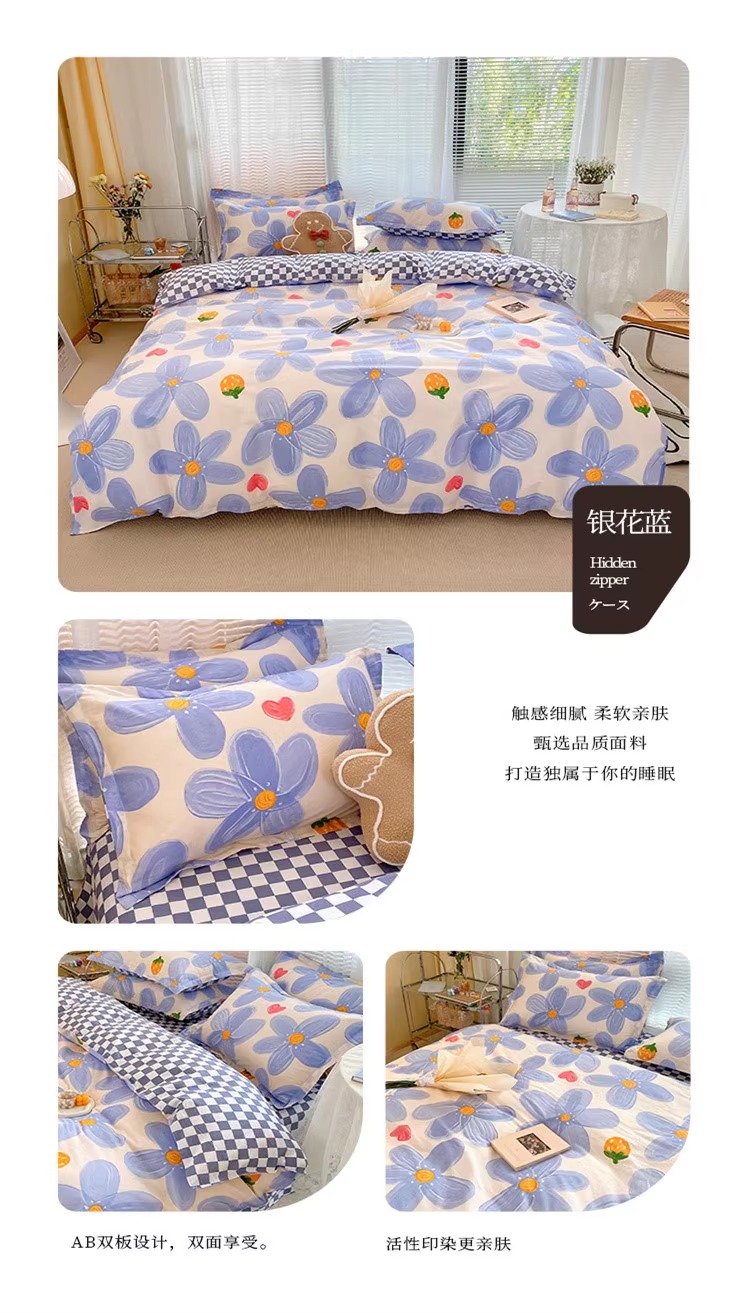 银花蓝
Hidden
zipper
ケース
触感细腻 柔软亲肤
甄选品质面料
打造独属于你的睡眠
AB双板设计，双面享受。
活性印染更亲肤